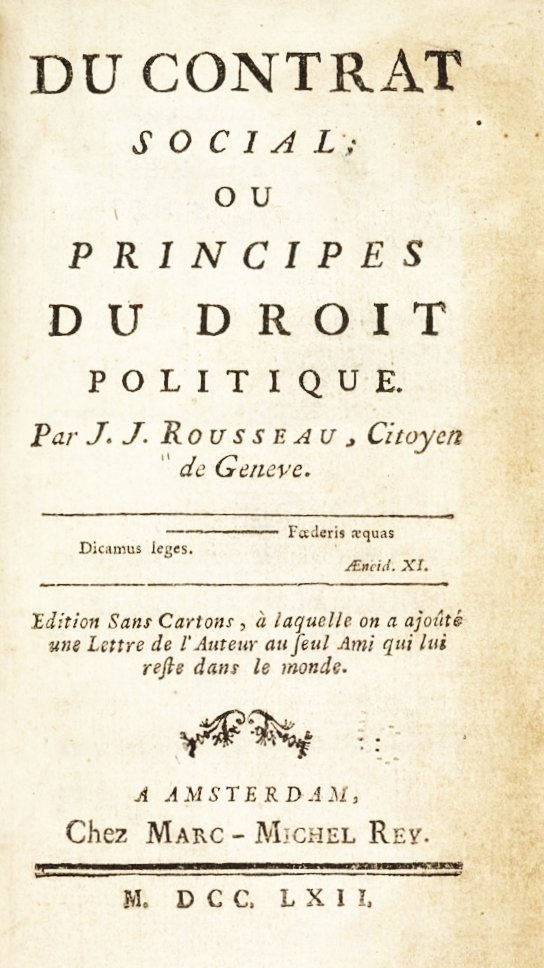 DU CONTRAT
SOCIAL;
OU
PRINCIPES
DU DROIT
POLITIQUE.
Par J. J. ROUSSEAU, Citoyen
de Geneve.
——— Fœderis æquas
Dicamus leges.
Æneid. XI.
Edition Sans Cartons, à laquelle on a ajoûté
une Lettre de l'Auteur au ſeul Ami qui lui
reſte dans le monde.
A AMSTERDAM,
Chez MARC-MICHEL REY.
M. DCC. LXII.